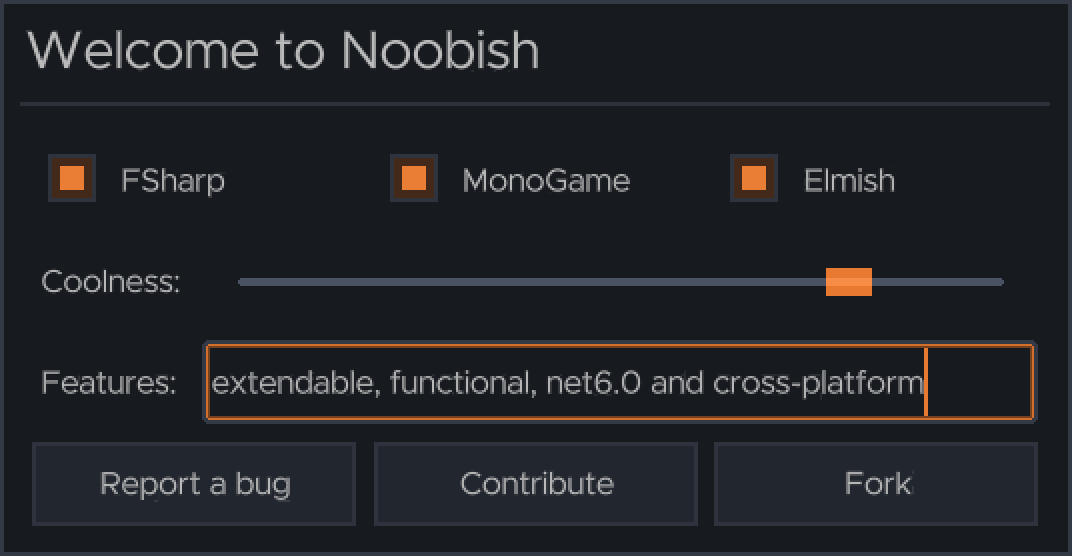 Welcome to Noobish
FSharp MonoGame Elmish
Coolness:
Features: extendable, functional, net6.0 and cross-platform
Report a bug Contribute Fork